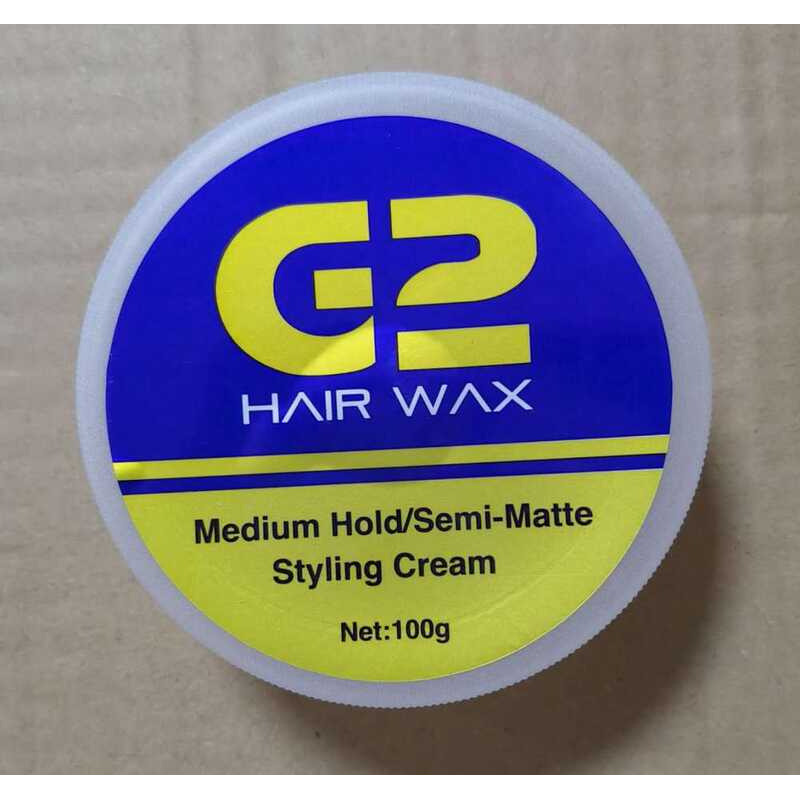 G2
HAIR WAX
Medium Hold/Semi-Matte
Styling Cream
Net:100g